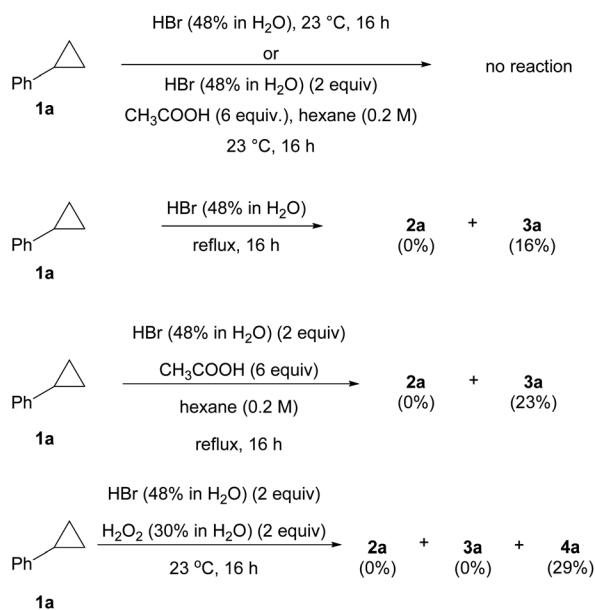 HBr (48% in H₂O), 23 °C, 16 h
or
HBr (48% in H₂O) (2 equiv)
CH₃COOH (6 equiv.), hexane (0.2 M)
23 °C, 16 h
Ph
1a
no reaction
HBr (48% in H₂O)
reflux, 16 h
Ph
1a
2a + 3a
(0%) (16%)
HBr (48% in H₂O) (2 equiv)
CH₃COOH (6 equiv)
hexane (0.2 M)
reflux, 16 h
Ph
1a
2a + 3a
(0%) (23%)
HBr (48% in H₂O) (2 equiv)
H₂O₂ (30% in H₂O) (2 equiv)
23 °C, 16 h
Ph
1a
2a + 3a + 4a
(0%) (0%) (29%)